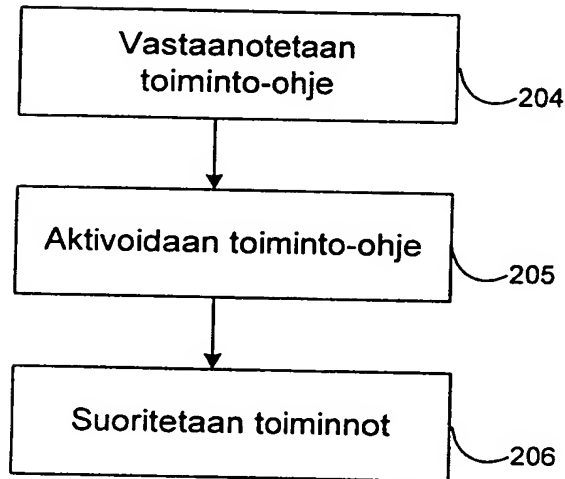 Vastaanotetaan
toiminto-ohje
204
Aktivoidaan toiminto-ohje
205
Suoritetaan toiminnot
206